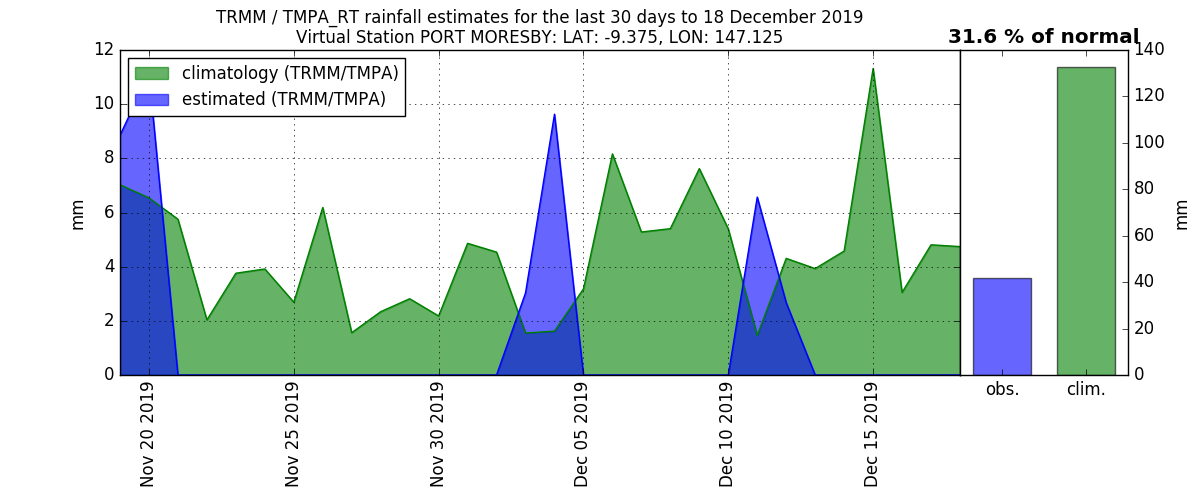 TRMM / TMPA_RT rainfall estimates for the last 30 days to 18 December 2019
Virtual Station PORT MORESBY: LAT: -9.375, LON: 147.125
31.6 % of normal
climatology (TRMM/TMPA)
estimated (TRMM/TMPA)
12
10
8
6
4
2
0
mm
Nov 20 2019
Nov 25 2019
Nov 30 2019
Dec 05 2019
Dec 10 2019
Dec 15 2019
140
120
100
80
60
40
20
0
mm
obs.
clim.